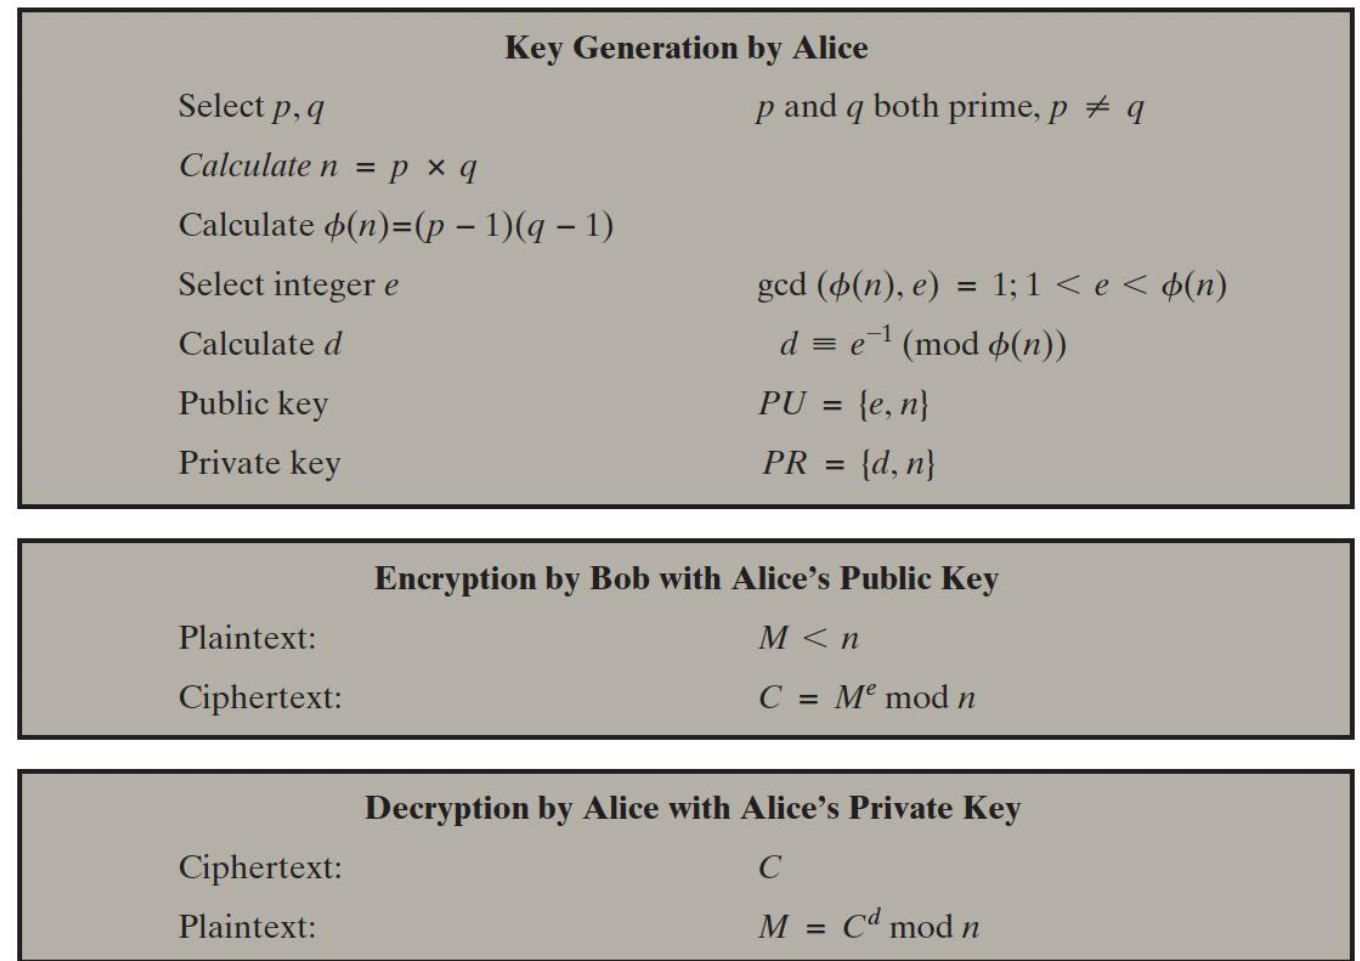 Key Generation by Alice
Select p, q p and q both prime, p ≠ q
Calculate n = p × q
Calculate ϕ(n)=(p − 1)(q − 1)
Select integer e gcd (ϕ(n), e) = 1; 1 < e < ϕ(n)
Calculate d d ≡ e⁻¹ (mod ϕ(n))
Public key PU = {e, n}
Private key PR = {d, n}
Encryption by Bob with Alice’s Public Key
Plaintext: M < n
Ciphertext: C = Mᵉ mod n
Decryption by Alice with Alice’s Private Key
Ciphertext: C
Plaintext: M = Cᵈ mod n